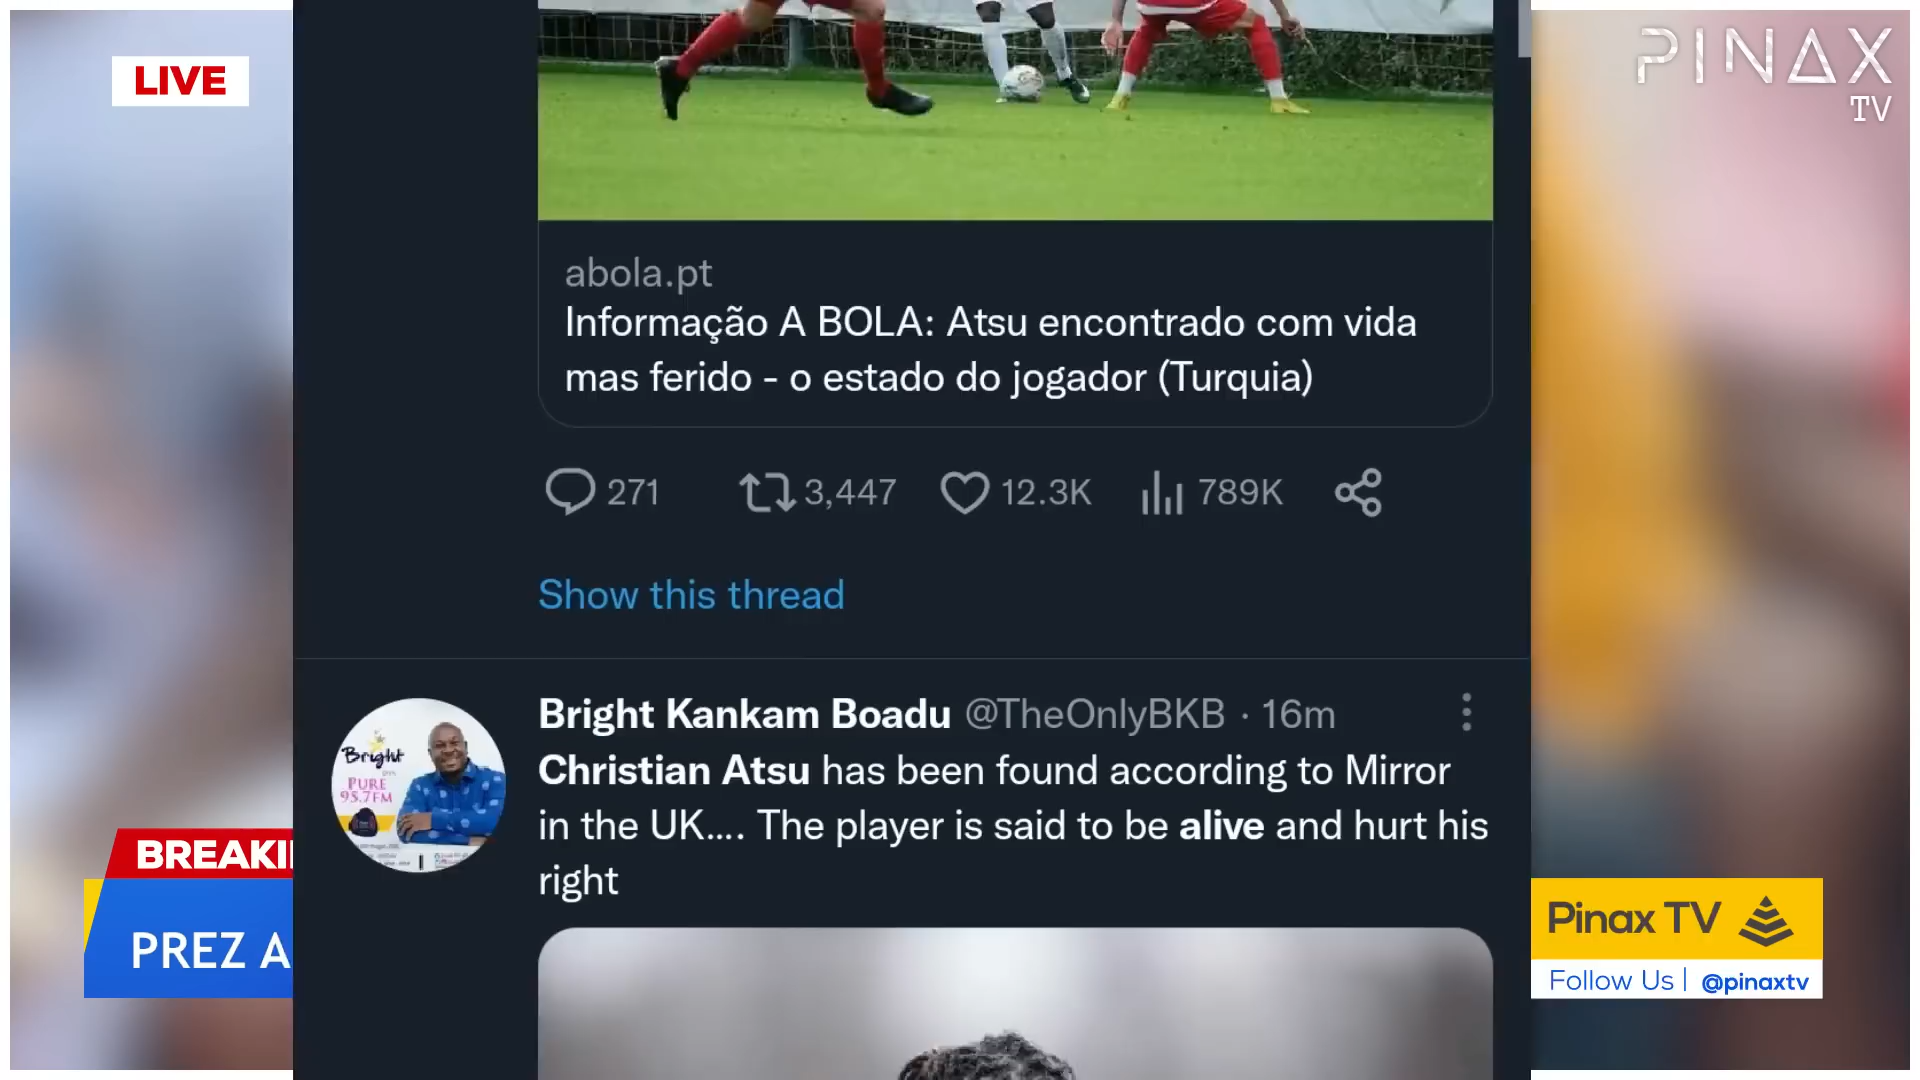 LIVE
PINAX
TV
abola.pt
Informação A BOLA: Atsu encontrado com vida
mas ferido - o estado do jogador (Turquia)
271 3,447 12.3K 789K
Show this thread
Bright Kankam Boadu @TheOnlyBKB · 16m
Christian Atsu has been found according to Mirror
in the UK.... The player is said to be alive and hurt his
right
Bright
PURE
95.7FM
BREAKI
PREZ A
Pinax TV
Follow Us | @pinaxtv